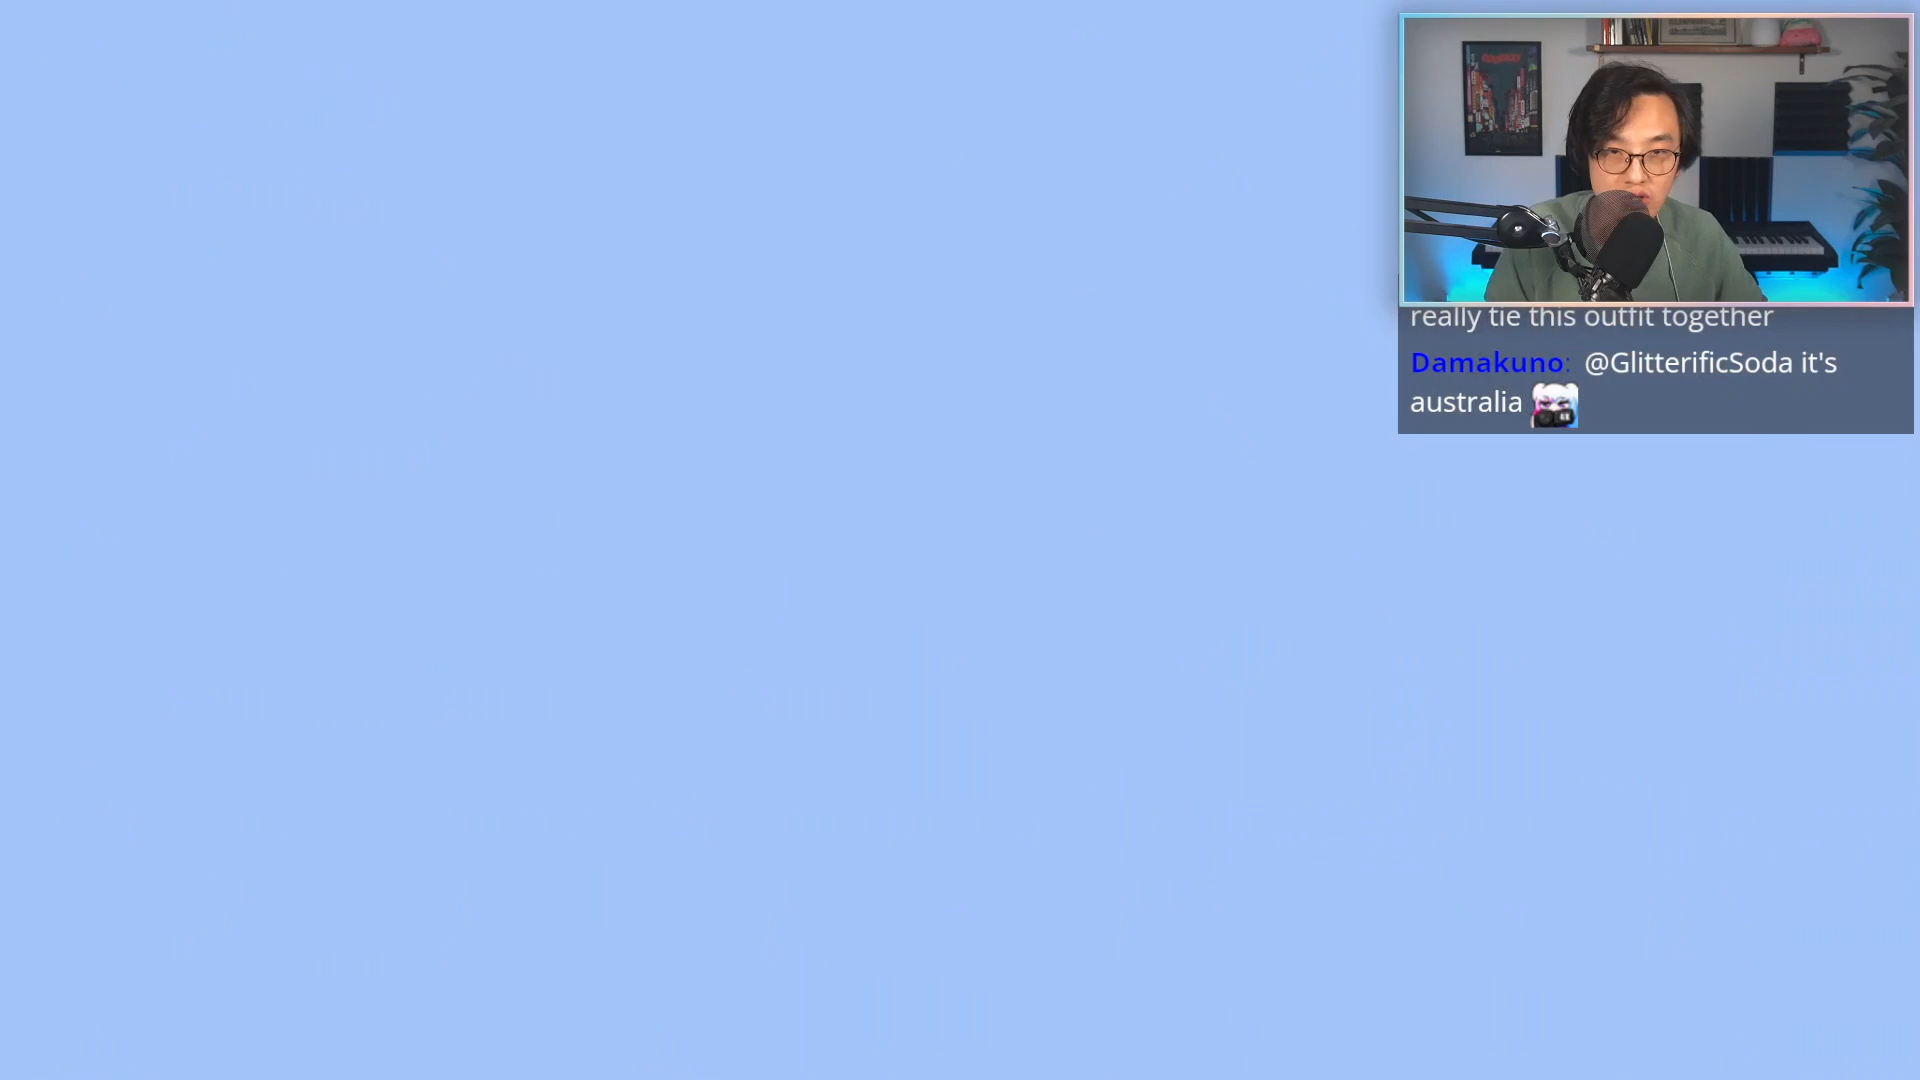 really tie this outfit together
Damakuno: @GlitterificSoda it's
australia